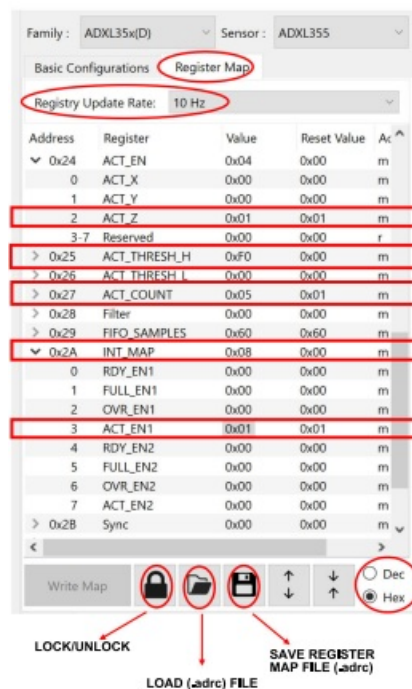 Family : ADXL35x(D) Sensor : ADXL355
Basic Configurations Register Map
Registry Update Rate: 10 Hz
Address Register Value Reset Value Ac
0x24 ACT_EN 0x04 0x00 m
0 ACT_X 0x00 0x00 m
1 ACT_Y 0x00 0x00 m
2 ACT_Z 0x01 0x01 m
3-7 Reserved 0x00 0x00 r
0x25 ACT_THRESH_H 0xF0 0x00 m
0x26 ACT_THRESH_L 0x00 0x00 m
0x27 ACT_COUNT 0x05 0x01 m
0x28 Filter 0x00 0x00 m
0x29 FIFO_SAMPLES 0x60 0x60 m
0x2A INT_MAP 0x08 0x00 m
0 RDY_EN1 0x00 0x00 m
1 FULL_EN1 0x00 0x00 m
2 OVR_EN1 0x00 0x00 m
3 ACT_EN1 0x01 0x01 m
4 RDY_EN2 0x00 0x00 m
5 FULL_EN2 0x00 0x00 m
6 OVR_EN2 0x00 0x00 m
7 ACT_EN2 0x00 0x00 m
0x2B Sync 0x00 0x00 m
Write Map Dec
Hex
LOCK/UNLOCK
SAVE REGISTER
MAP FILE (.adrc)
LOAD (.adrc) FILE